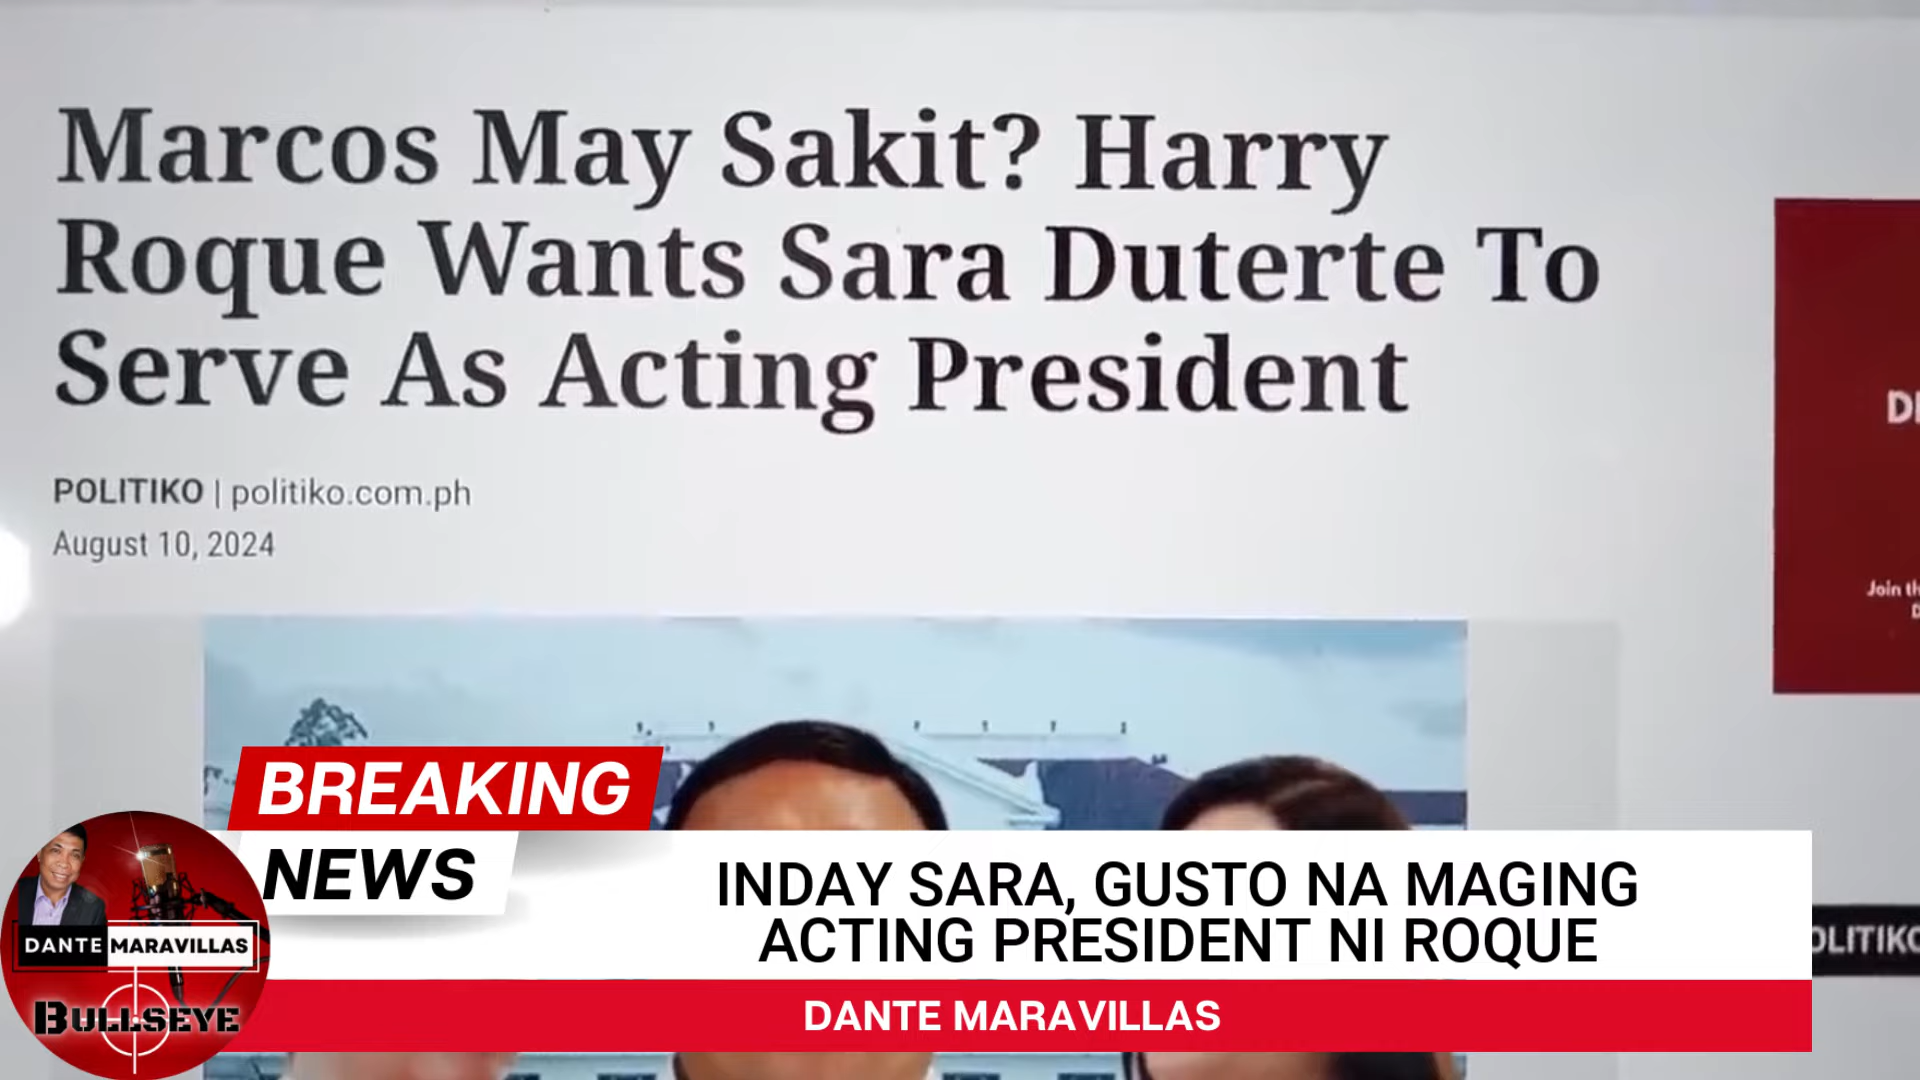 Marcos May Sakit? Harry
Roque Wants Sara Duterte To
Serve As Acting President
POLITIKO | politiko.com.ph
August 10, 2024
Join
BREAKING
NEWS
INDAY SARA, GUSTO NA MAGING
ACTING PRESIDENT NI ROQUE
DANTE MARAVILLAS
DANTE MARAVILLAS
BULLSEYE